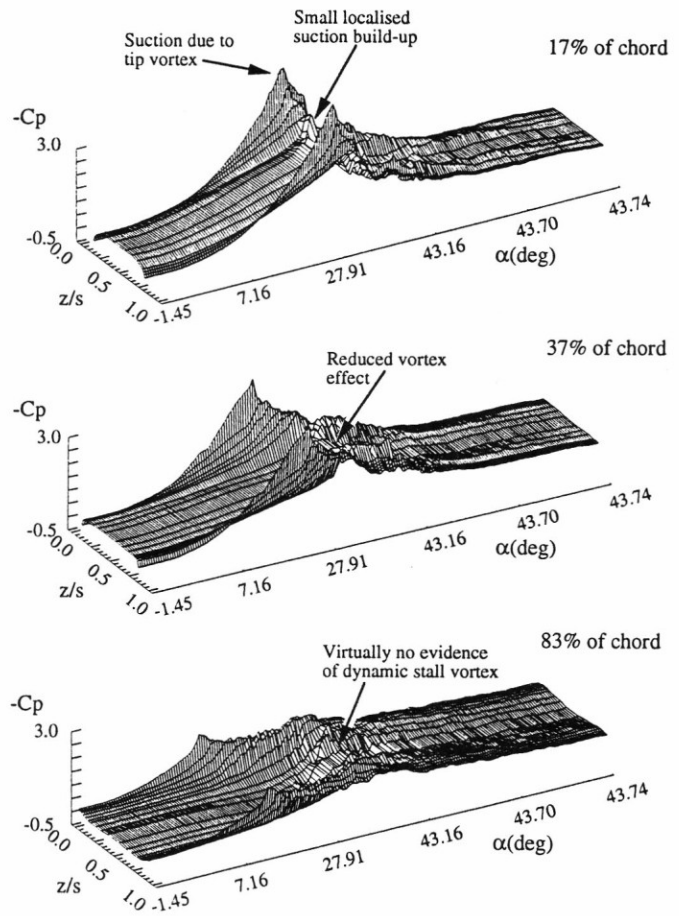 Small localised
suction build-up
Suction due to
tip vortex
17% of chord
-Cp
3.0
-0.5
0.0
0.5
1.0
z/s
-1.45
7.16
27.91
43.16
43.70
43.74
α(deg)
37% of chord
Reduced vortex
effect
-Cp
3.0
-0.5
0.0
0.5
1.0
z/s
-1.45
7.16
27.91
43.16
43.70
43.74
α(deg)
83% of chord
Virtually no evidence
of dynamic stall vortex
-Cp
3.0
-0.5
0.0
0.5
1.0
z/s
-1.45
7.16
27.91
43.16
43.70
43.74
α(deg)